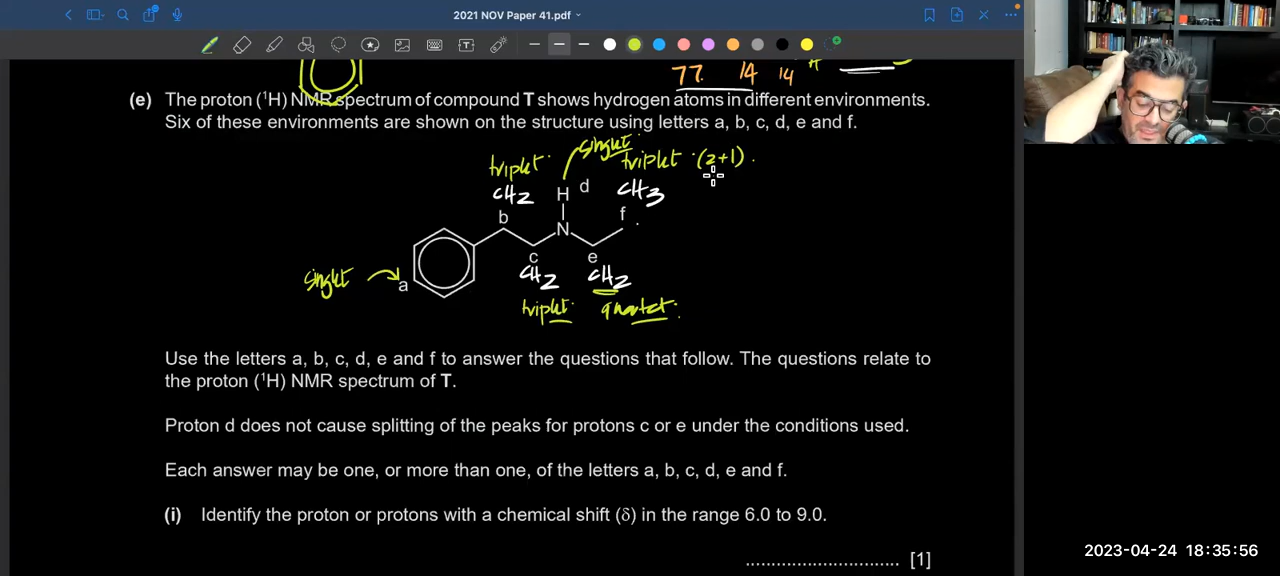 2021 NOV Paper 41.pdf
77. 14 14 H
(e) The proton (¹H) NMR spectrum of compound T shows hydrogen atoms in different environments.
Six of these environments are shown on the structure using letters a, b, c, d, e and f.
singlet
triplet triplet (2+1).
CH2 H d CH3
b N f
c e
singlet a CH2 CH2
triplet quartet.
Use the letters a, b, c, d, e and f to answer the questions that follow. The questions relate to
the proton (¹H) NMR spectrum of T.
Proton d does not cause splitting of the peaks for protons c or e under the conditions used.
Each answer may be one, or more than one, of the letters a, b, c, d, e and f.
(i) Identify the proton or protons with a chemical shift (δ) in the range 6.0 to 9.0.
.............................. [1]
2023-04-24 18:35:56